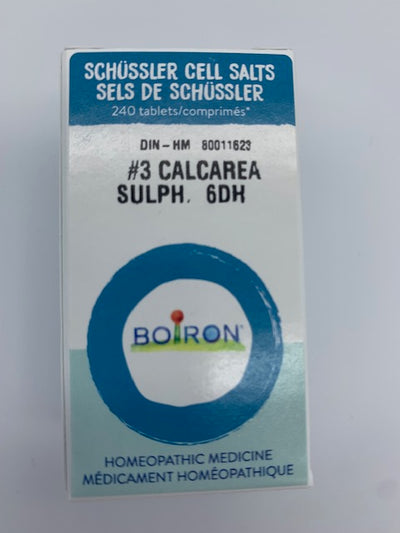 SCHÜSSLER CELL SALTS
SELS DE SCHÜSSLER
240 tablets/comprimés*
DIN-HM 80011623
#3 CALCAREA
SULPH. 6DH
BOIRON®
HOMEOPATHIC MEDICINE
MÉDICAMENT HOMÉOPATHIQUE